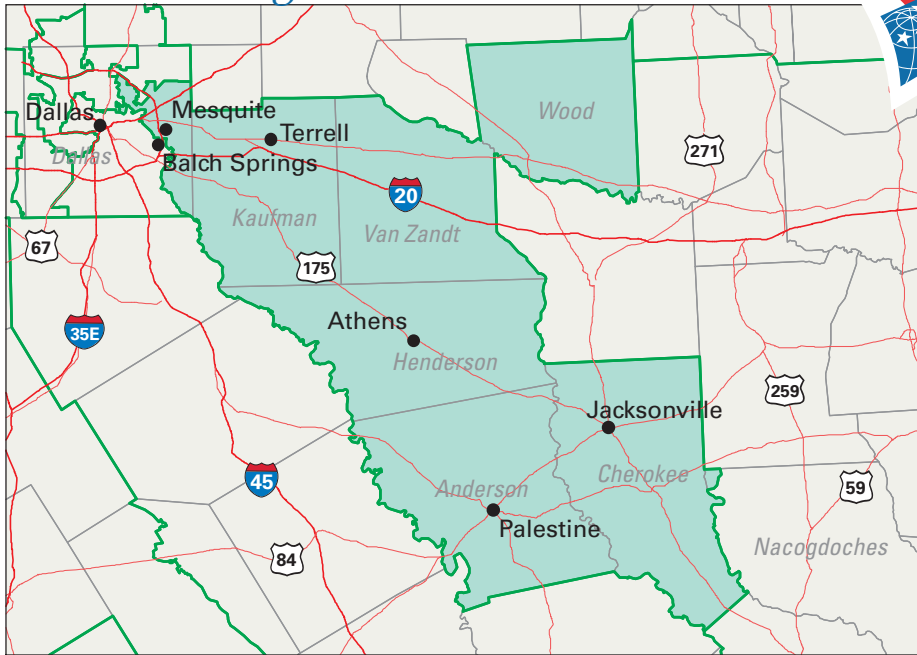 Wood
Dallas
Mesquite
Terrell
271
Dallas
Balch Springs
20
Kaufman
Van Zandt
67
175
Athens
35E
Henderson
259
Jacksonville
45
Cherokee
Anderson
59
Palestine
84
Nacogdoches